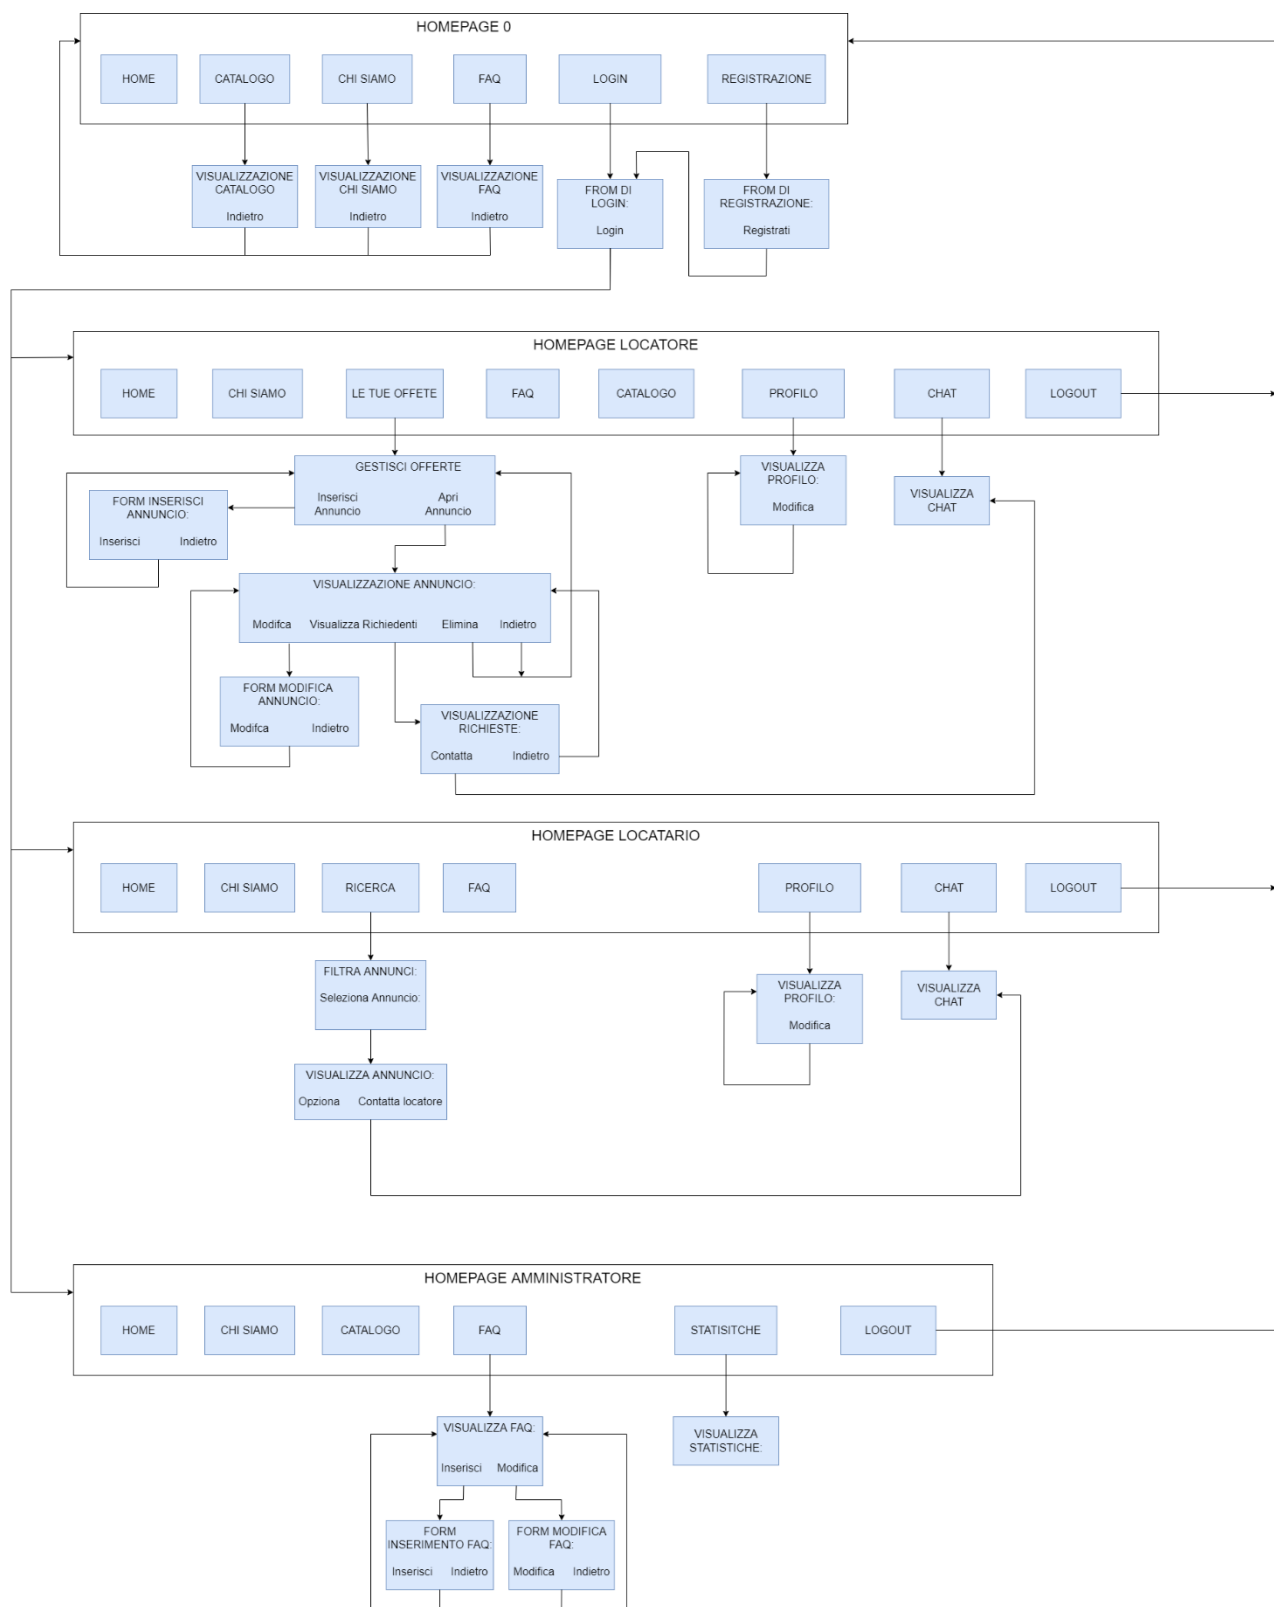 HOMEPAGE 0
HOME
CATALOGO
CHI SIAMO
FAQ
LOGIN
REGISTRAZIONE
VISUALIZZAZIONE
CATALOGO
Indietro
VISUALIZZAZIONE
CHI SIAMO
Indietro
VISUALIZZAZIONE
FAQ
Indietro
FROM DI
LOGIN:
Login
FROM DI
REGISTRAZIONE:
Registrati
HOMEPAGE LOCATORE
HOME
CHI SIAMO
LE TUE OFFETE
FAQ
CATALOGO
PROFILO
CHAT
LOGOUT
GESTISCI OFFERTE
Inserisci
Annuncio
Apri
Annuncio
VISUALIZZA
PROFILO:
Modifica
VISUALIZZA
CHAT
FORM INSERISCI
ANNUNCIO:
Inserisci Indietro
VISUALIZZAZIONE ANNUNCIO:
Modifca Visualizza Richiedenti Elimina Indietro
FORM MODIFICA
ANNUNCIO:
Modifca Indietro
VISUALIZZAZIONE
RICHIESTE:
Contatta Indietro
HOMEPAGE LOCATARIO
HOME
CHI SIAMO
RICERCA
FAQ
PROFILO
CHAT
LOGOUT
FILTRA ANNUNCI:
Seleziona Annuncio:
VISUALIZZA
PROFILO:
Modifica
VISUALIZZA
CHAT
VISUALIZZA ANNUNCIO:
Opziona Contatta locatore
HOMEPAGE AMMINISTRATORE
HOME
CHI SIAMO
CATALOGO
FAQ
STATISITCHE
LOGOUT
VISUALIZZA FAQ:
Inserisci Modifica
VISUALIZZA
STATISTICHE:
FORM
INSERIMENTO FAQ:
Inserisci Indietro
FORM MODIFICA
FAQ:
Modifica Indietro